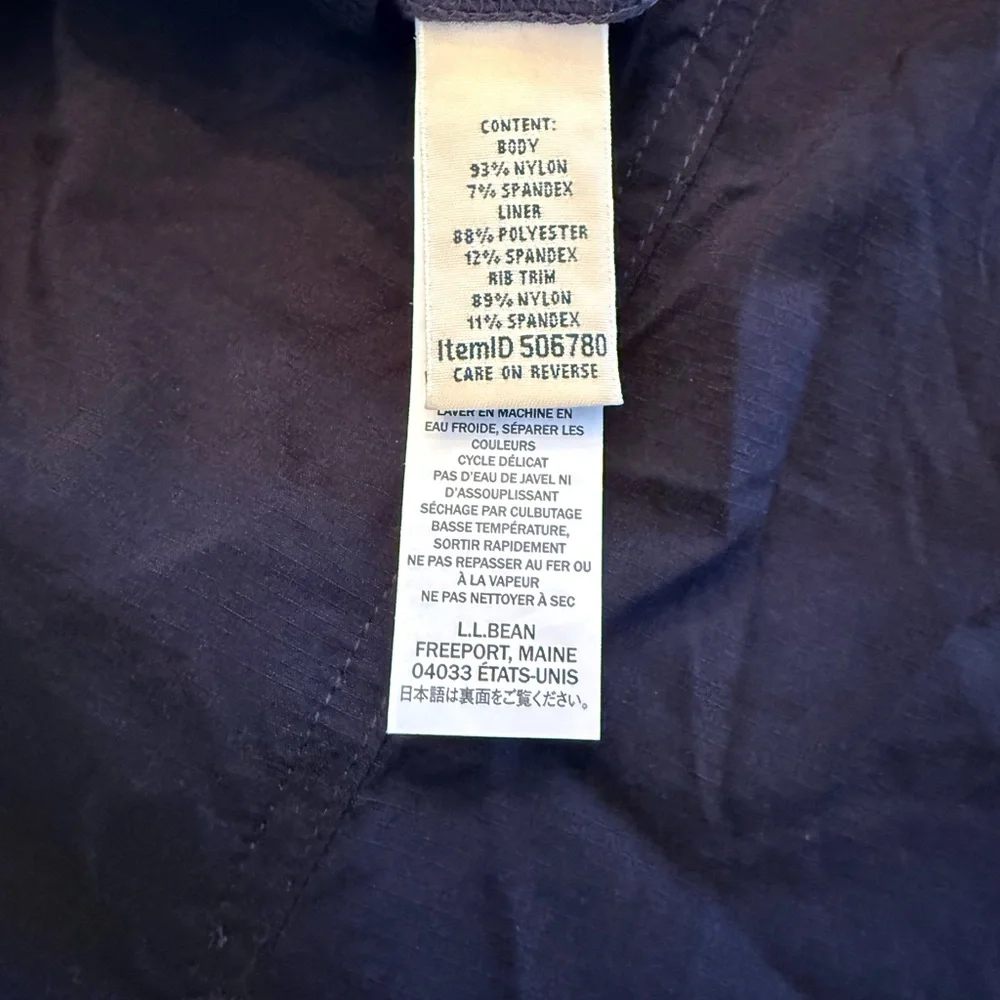 CONTENT:
BODY
93% NYLON
7% SPANDEX
LINER
88% POLYESTER
12% SPANDEX
RIB TRIM
89% NYLON
11% SPANDEX
ItemID 506780
CARE ON REVERSE
LAVER EN MACHINE EN
EAU FROIDE, SÉPARER LES
COULEURS
CYCLE DÉLICAT
PAS D'EAU DE JAVEL NI
D'ASSOUPLISSANT
SÉCHAGE PAR CULBUTAGE
BASSE TEMPÉRATURE,
SORTIR RAPIDEMENT
NE PAS REPASSER AU FER OU
À LA VAPEUR
NE PAS NETTOYER À SEC
L.L.BEAN
FREEPORT, MAINE
04033 ÉTATS-UNIS
日本語は裏面をご覧ください。